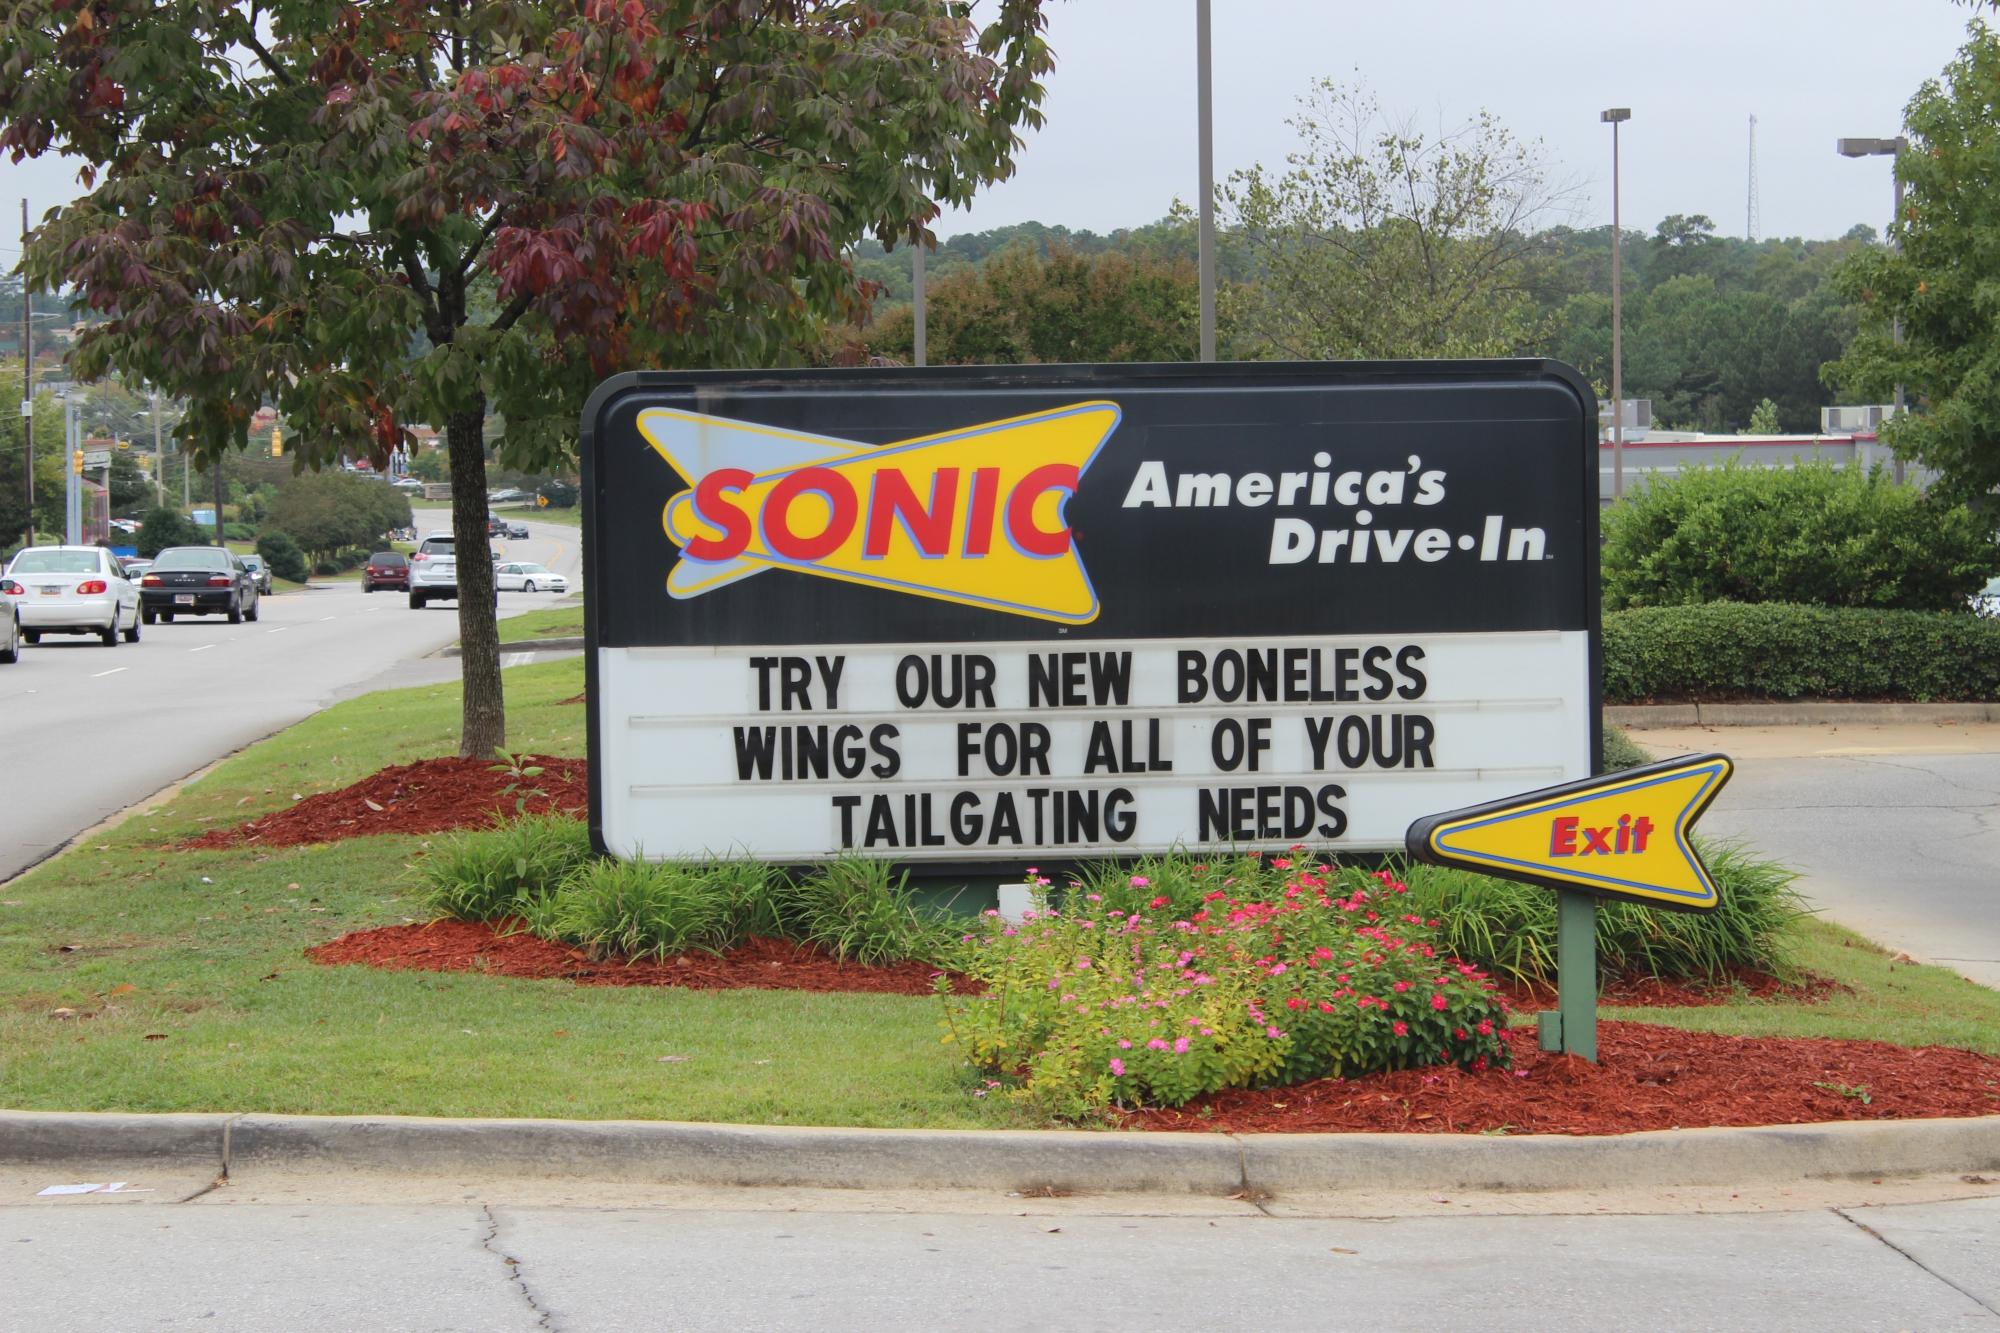 SONIC
America's
Drive-In
TRY OUR NEW BONELESS
WINGS FOR ALL OF YOUR
TAILGATING NEEDS
Exit